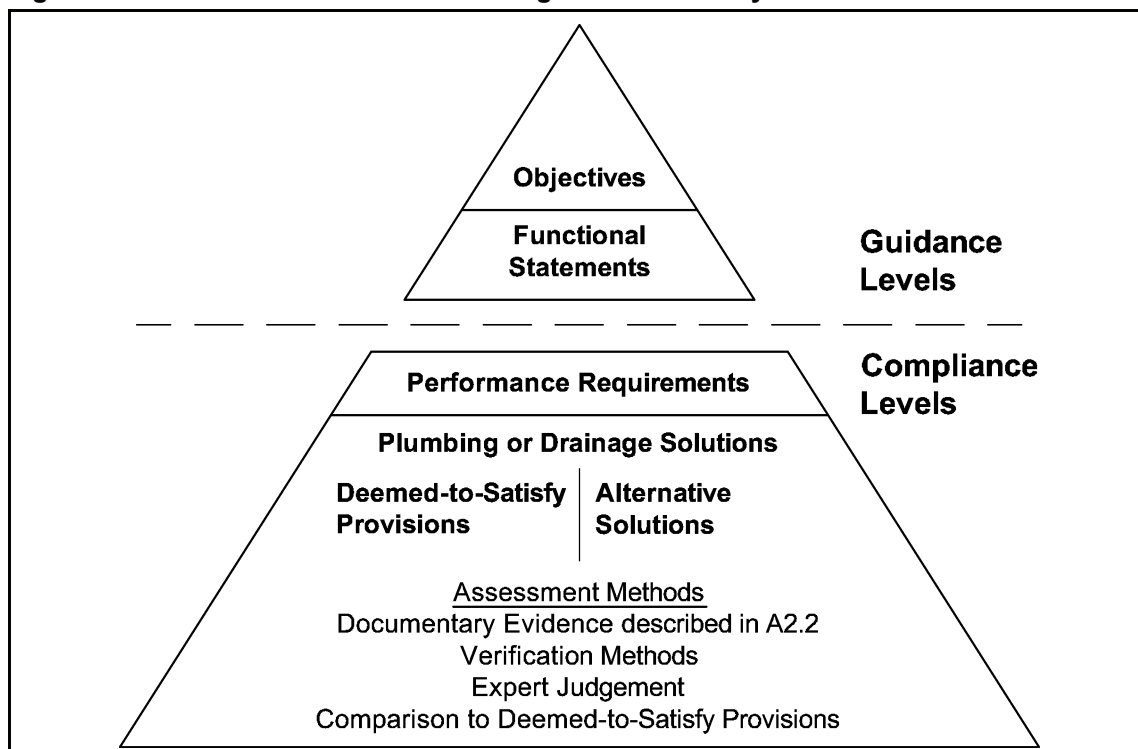 Objectives
Functional
Statements
Guidance
Levels
Compliance
Levels
Performance Requirements
Plumbing or Drainage Solutions
Deemed-to-Satisfy
Provisions
Alternative
Solutions
Assessment Methods
Documentary Evidence described in A2.2
Verification Methods
Expert Judgement
Comparison to Deemed-to-Satisfy Provisions